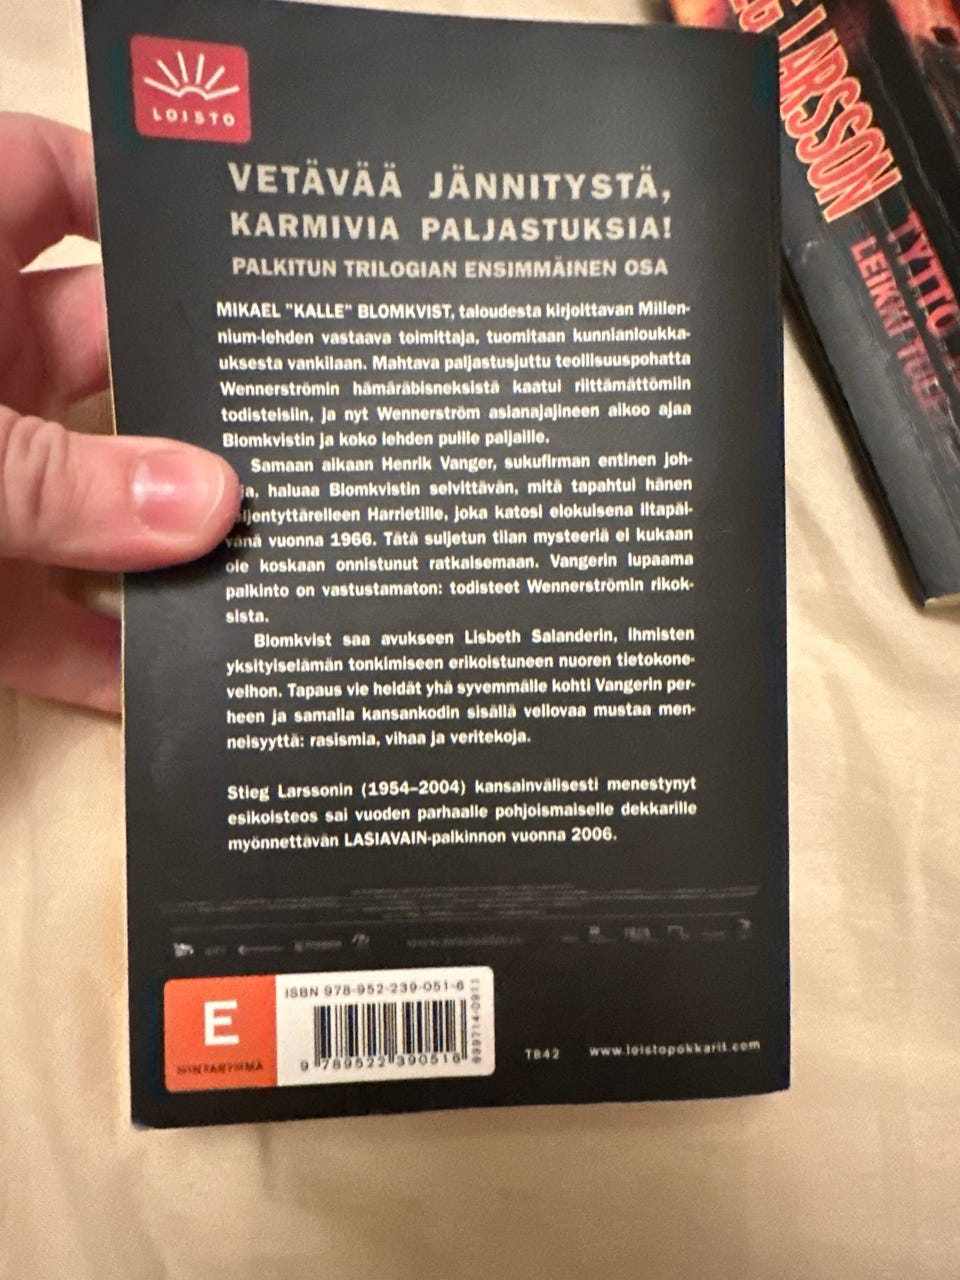 LOISTO
VETÄVÄÄ JÄNNITYSTÄ,
KARMIVIA PALJASTUKSIA!
PALKITUN TRILOGIAN ENSIMMÄINEN OSA
MIKAEL "KALLE" BLOMKVIST, taloudesta kirjoittavan Millen-
nium-lehden vastaava toimittaja, tuomitaan kunnianloukka-
uksesta vankilaan. Mahtava paljastusjuttu teollisuuspohatta
Wennerströmin hämäräbisneksistä kaatui riittämättömiin
todisteisiin, ja nyt Wennerström asianajajineen aikoo ajaa
Blomkvistin ja koko lehden puille paljaille.
Samaan aikaan Henrik Vanger, sukufirman entinen joh-
ja, haluaa Blomkvistin selvittävän, mitä tapahtui hänen
ljentyttärelleen Harrietille, joka katosi elokuisena iltapäi-
vänä vuonna 1966. Tätä suljetun tilan mysteeriä ei kukaan
ole koskaan onnistunut ratkaisemaan. Vangerin lupaama
palkinto on vastustamaton: todisteet Wennerströmin rikok-
sista.
Blomkvist saa avukseen Lisbeth Salanderin, ihmisten
yksityiselämän tonkimiseen erikoistuneen nuoren tietokone-
velhon. Tapaus vie heidät yhä syvemmälle kohti Vangerin per-
heen ja samalla kansankodin sisällä vellovaa mustaa men-
neisyyttä: rasismia, vihaa ja veritekoja.
Stieg Larssonin (1954–2004) kansainvälisesti menestynyt
esikoisteos sai vuoden parhaalle pohjoismaiselle dekkarille
myönnettävän LASIAVAIN-palkinnon vuonna 2006.
E
HINTARYHMÄ
ISBN 978-952-239-051-6
9 789522 390516
T842 www.loistopokkarit.com
LARSSON
TYTTÖ
LEIKKI TULE